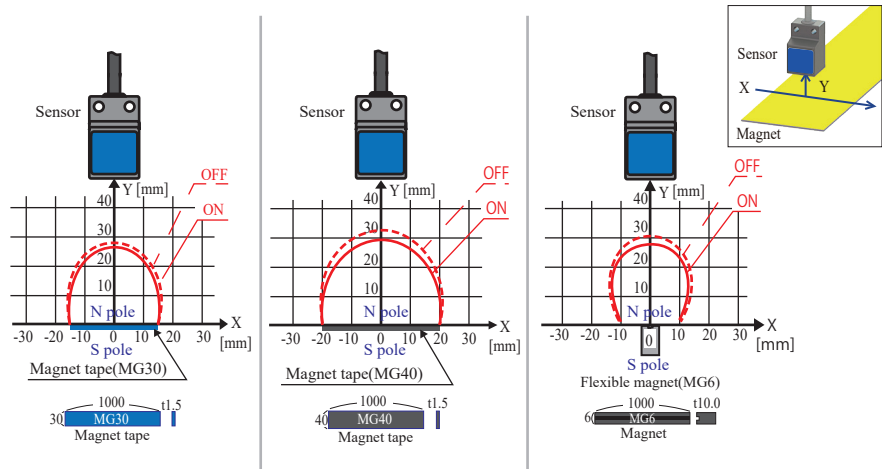 Sensor
OFF
ON
Y [mm]
40
30
20
10
N pole
X
[mm]
-30 -20 -10 0 10 20 30
S pole
Magnet tape(MG30)
1000
t1.5
30
MG30
Magnet tape
Sensor
OFF
ON
Y [mm]
40
30
20
10
N pole
X
[mm]
-30 -20 -10 0 10 20 30
S pole
Magnet tape(MG40)
1000
t1.5
40
MG40
Magnet tape
Sensor
OFF
ON
Y [mm]
40
30
20
10
N pole
X
[mm]
-30 -20 -10 0 10 20 30
S pole
Flexible magnet(MG6)
1000
t10.0
6
MG6
Magnet
Sensor
X
Y
Magnet